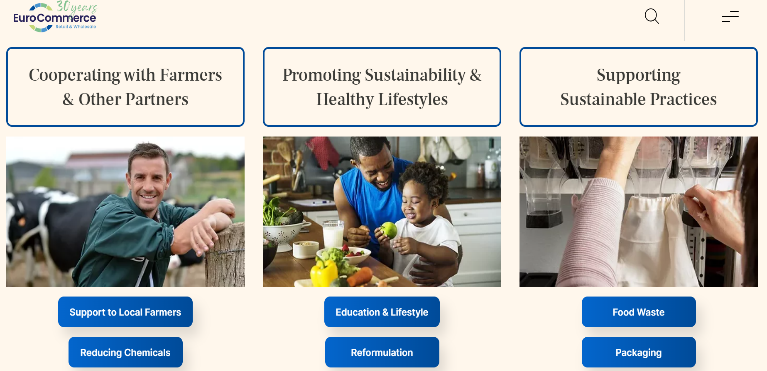 30 years
EuroCommerce
Retail & Wholesale
Cooperating with Farmers
& Other Partners
Promoting Sustainability &
Healthy Lifestyles
Supporting
Sustainable Practices
Support to Local Farmers
Education & Lifestyle
Food Waste
Reducing Chemicals
Reformulation
Packaging